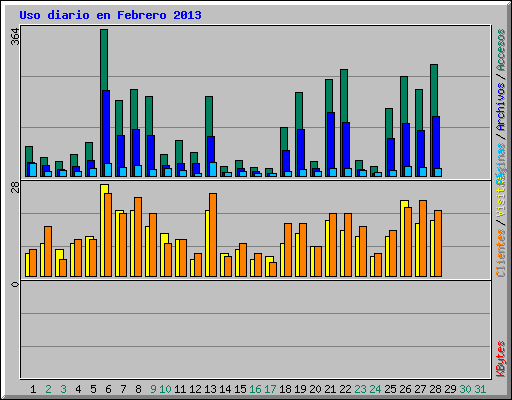 Uso diario en Febrero 2013
364
28
0
Accesos / Archivos / Páginas
Visitas / Clientes
KBytes
1 2 3 4 5 6 7 8 9 10 11 12 13 14 15 16 17 18 19 20 21 22 23 24 25 26 27 28 29 30 31